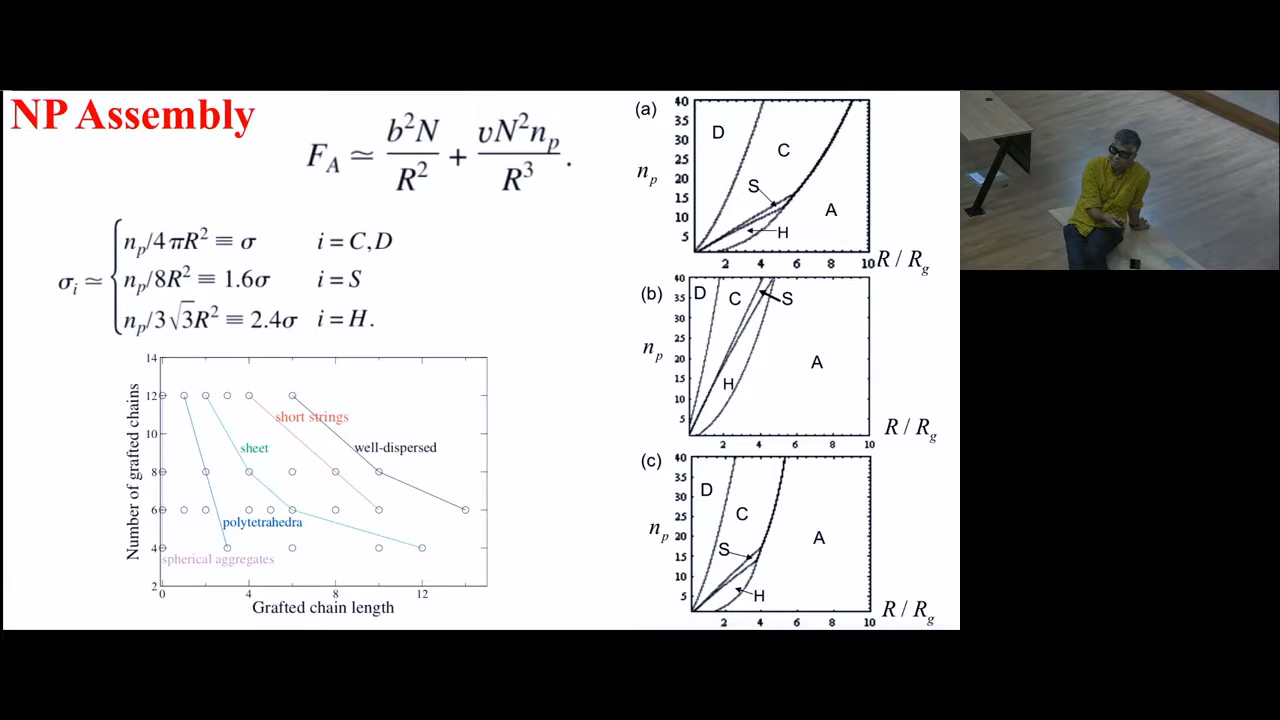 NP Assembly
F_A ≃ b²N / R² + υN²n_p / R³ .
σ_i ≃ { n_p/4πR² ≡ σ i = C,D
n_p/8R² ≡ 1.6σ i = S
n_p/3√3R² ≡ 2.4σ i = H.
14
12
10
8
6
4
2
0 4 8 12
Number of grafted chains
Grafted chain length
short strings
sheet
well-dispersed
polytetrahedra
spherical aggregates
(a)
n_p
40
35
30
25
20
15
10
5
D
C
S
A
H
2 4 6 8 10
R / R_g
(b)
n_p
40
35
30
25
20
15
10
5
D C S
A
H
2 4 6 8 10
R / R_g
(c)
n_p
40
35
30
25
20
15
10
5
D
C
S
A
H
2 4 6 8 10
R / R_g